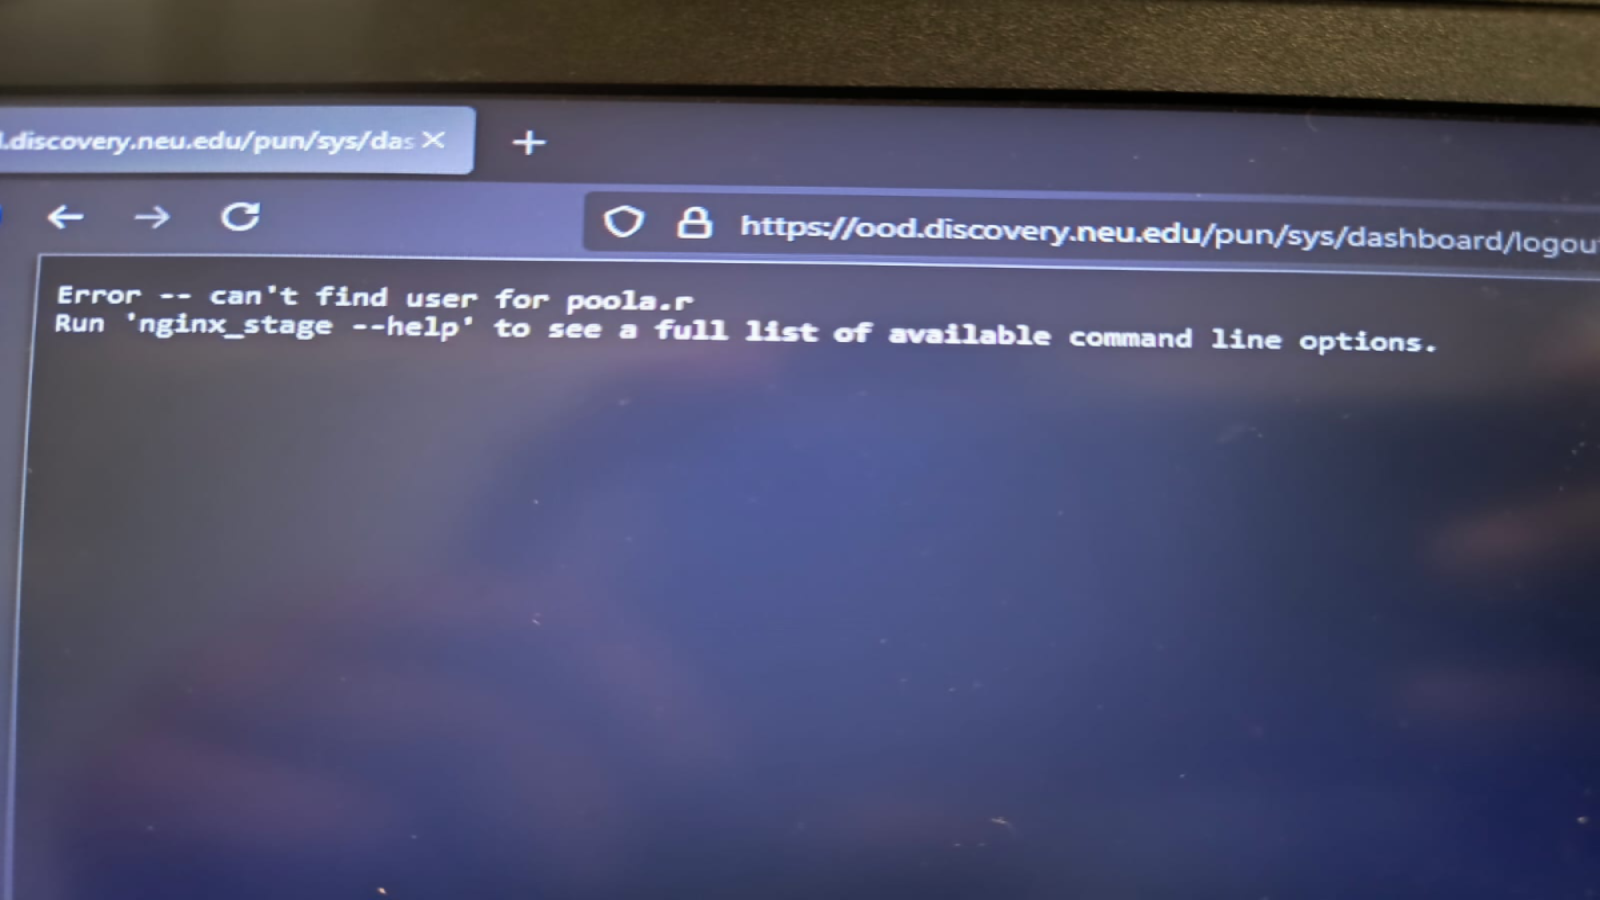 .discovery.neu.edu/pun/sys/das
https://ood.discovery.neu.edu/pun/sys/dashboard/logou
Error -- can't find user for poola.r
Run 'nginx_stage --help' to see a full list of available command line options.